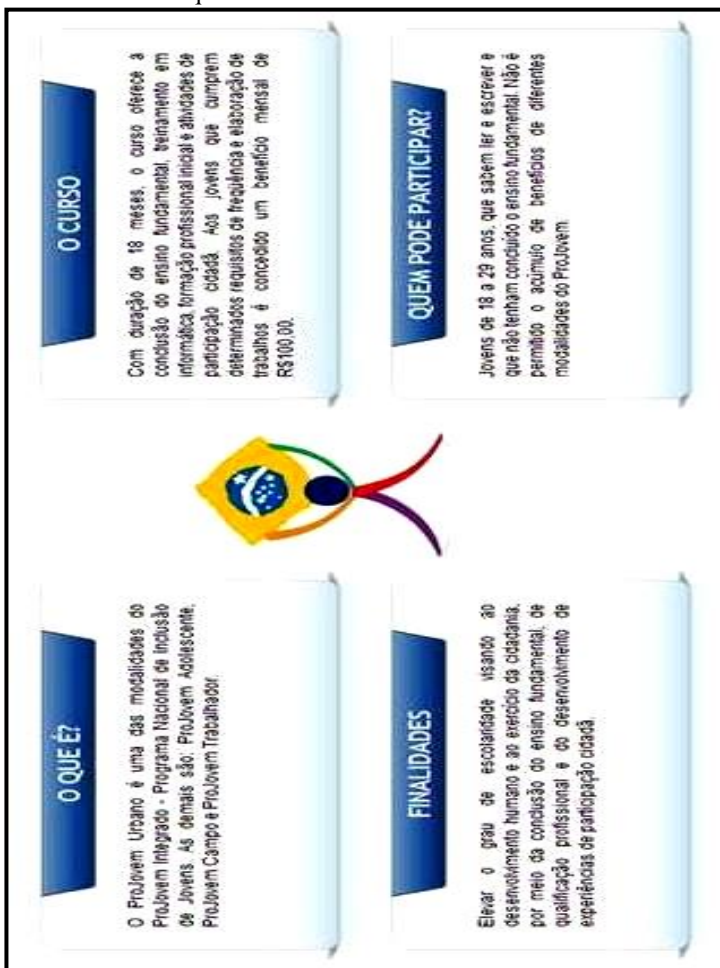 O QUE É?
O ProJovem Urbano é uma das modalidades do
ProJovem Integrado - Programa Nacional de Inclusão
de Jovens. As demais são: ProJovem Adolescente,
ProJovem Campo e ProJovem Trabalhador.
O CURSO
Com duração de 18 meses, o curso oferece a
conclusão do ensino fundamental, treinamento em
informática, formação profissional inicial e atividades de
participação cidadã. Aos jovens que cumprem
determinados requisitos de freqüência e elaboração de
trabalhos é concedido um benefício mensal de
R$100,00.
FINALIDADES
Elevar o grau de escolaridade visando ao
desenvolvimento humano e ao exercício da cidadania,
por meio da conclusão do ensino fundamental, de
qualificação profissional e do desenvolvimento de
experiências de participação cidadã.
QUEM PODE PARTICIPAR?
Jovens de 18 a 29 anos, que sabem ler e escrever e
que não tenham concluído o ensino fundamental. Não é
permitido o acúmulo de benefícios de diferentes
modalidades do ProJovem.